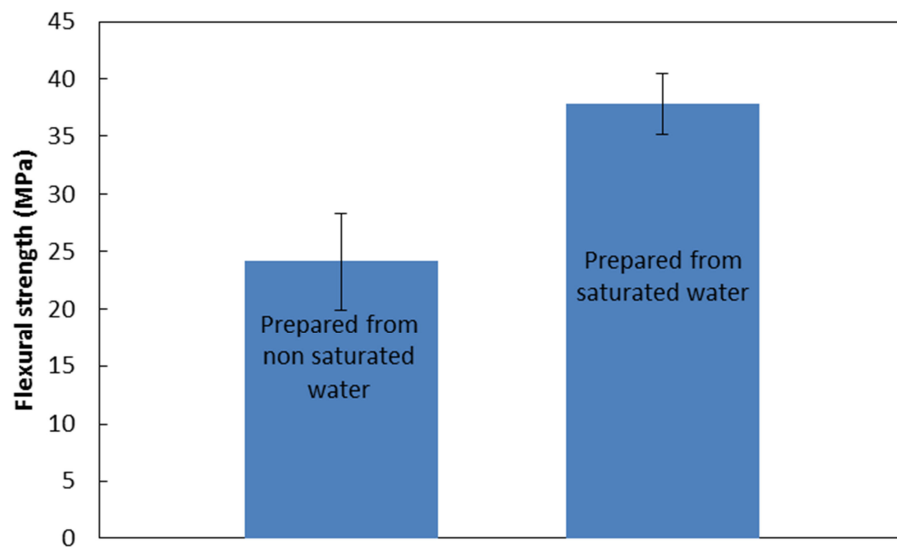 45
40
35
30
25
20
15
10
5
0
Flexural strength (MPa)
Prepared from
non saturated
water
Prepared from
saturated water